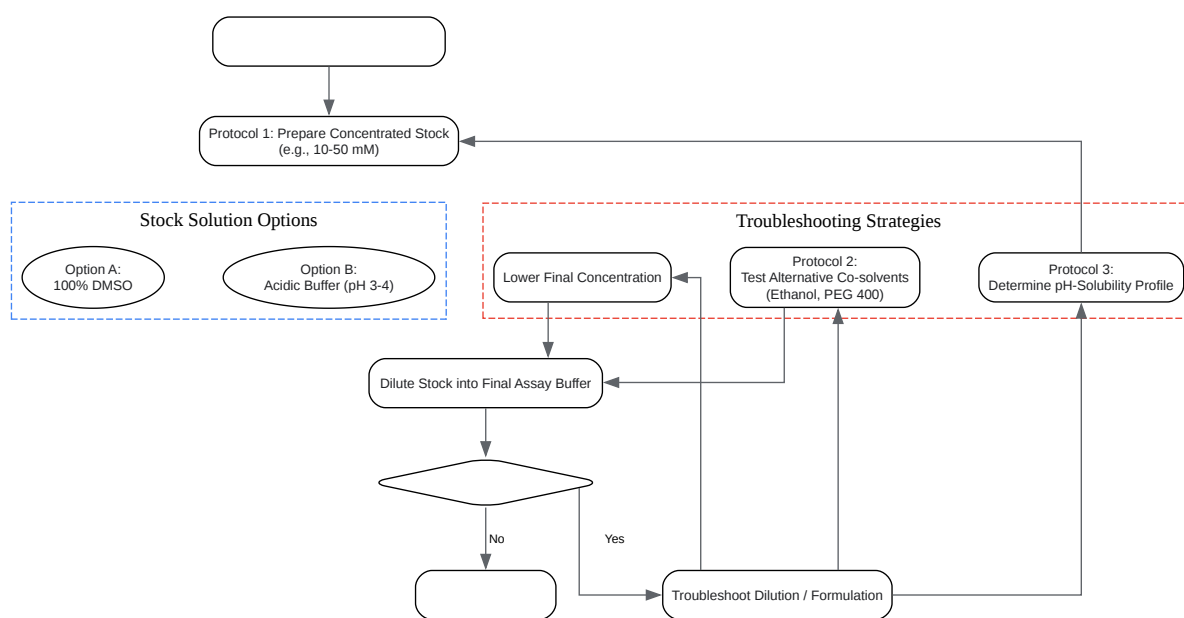 Protocol 1: Prepare Concentrated Stock
(e.g., 10-50 mM)
Stock Solution Options
Troubleshooting Strategies
Option A:
100% DMSO
Option B:
Acidic Buffer (pH 3-4)
Lower Final Concentration
Protocol 2:
Test Alternative Co-solvents
(Ethanol, PEG 400)
Protocol 3:
Determine pH-Solubility Profile
Dilute Stock into Final Assay Buffer
No
Yes
Troubleshoot Dilution / Formulation